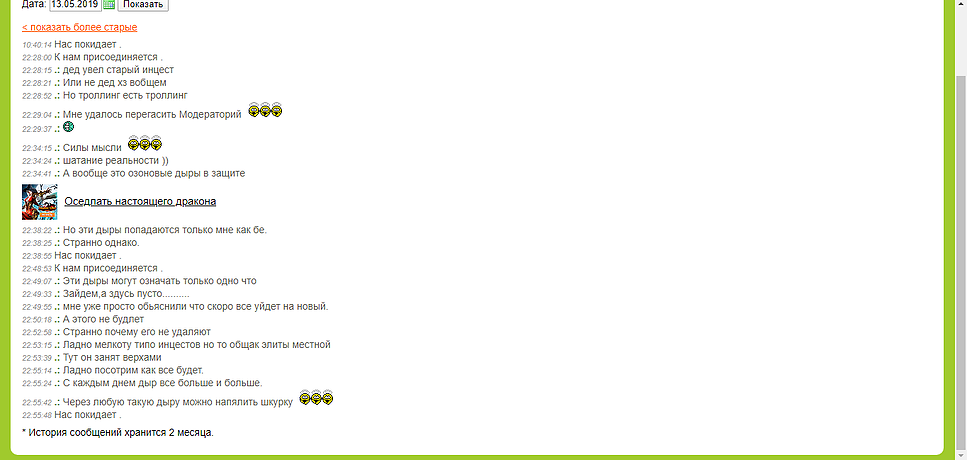 Дата: 13.05.2019 Показать
< показать более старые
10:40:14 Нас покидает .
22:28:00 К нам присоединяется .
22:28:15 .: дед увел старый инцест
22:28:21 .: Или не дед хз вобщем
22:28:52 .: Но троллинг есть троллинг
22:29:04 .: Мне удалось перегасить Модераторий
22:29:37 .:
22:34:15 .: Силы мысли
22:34:24 .: шатание реальности ))
22:34:41 .: А вообще это озоновые дыры в защите
Оседлать настоящего дракона
22:38:22 .: Но эти дыры попадаются только мне как бе.
22:38:25 .: Странно однако.
22:38:55 Нас покидает .
22:48:53 К нам присоединяется .
22:49:07 .: Эти дыры могут означать только одно что
22:49:33 .: Зайдем,а здусь пусто..........
22:49:55 .: мне уже просто обьяснили что скоро все уйдет на новый.
22:50:18 .: А этого не будлет
22:52:58 .: Странно почему его не удаляют
22:53:15 .: Ладно мелкоту типо инцестов но то общак элиты местной
22:53:39 .: Тут он занят верхами
22:55:14 .: Ладно посотрим как все будет.
22:55:24 .: С каждым днем дыр все больше и больше.
22:55:42 .: Через любую такую дыру можно напялить шкурку
22:55:48 Нас покидает .
* История сообщений хранится 2 месяца.